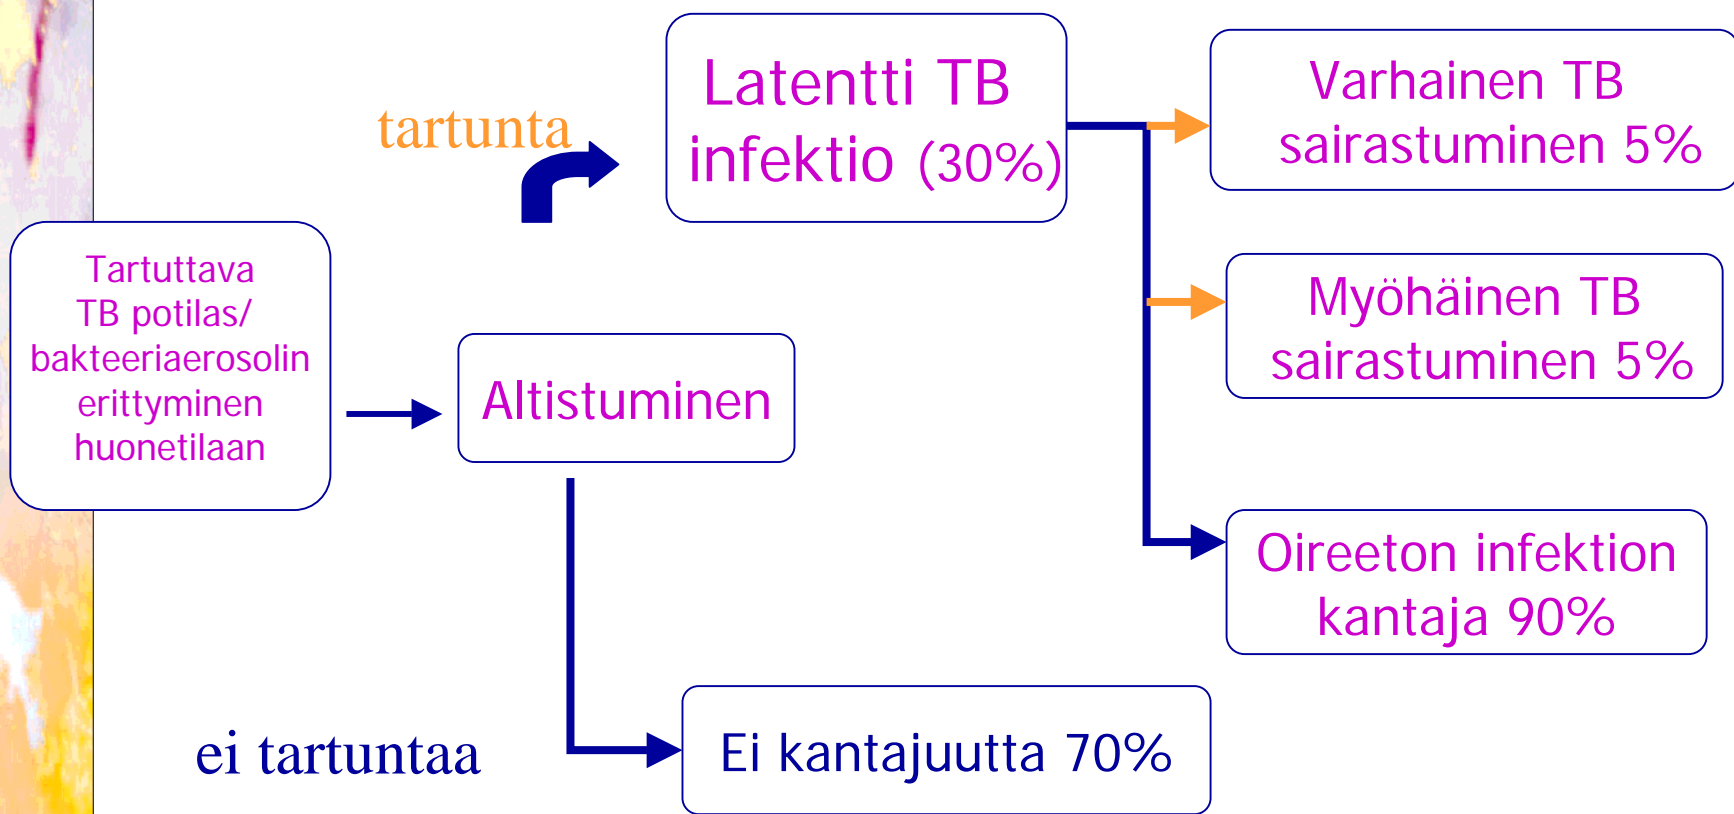 tartunta
Latentti TB
infektio (30%)
Varhainen TB
sairastuminen 5%
Tartuttava
TB potilas/
bakteeriaerosolin
erittyminen
huonetilaan
Altistuminen
Myöhäinen TB
sairastuminen 5%
Oireeton infektion
kantaja 90%
ei tartuntaa
Ei kantajuutta 70%